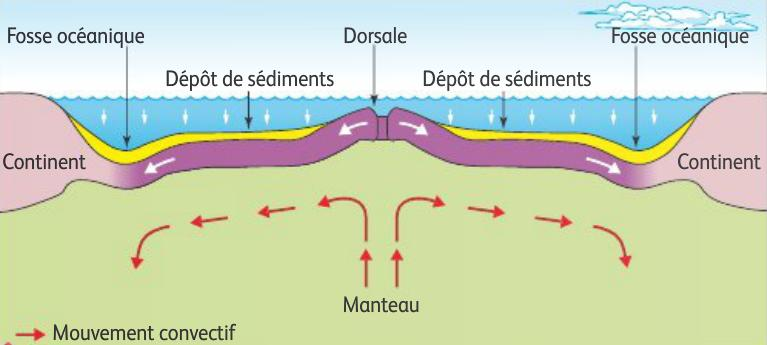 Fosse océanique
Dorsale
Fosse océanique
Dépôt de sédiments
Dépôt de sédiments
Continent
Continent
Manteau
Mouvement convectif